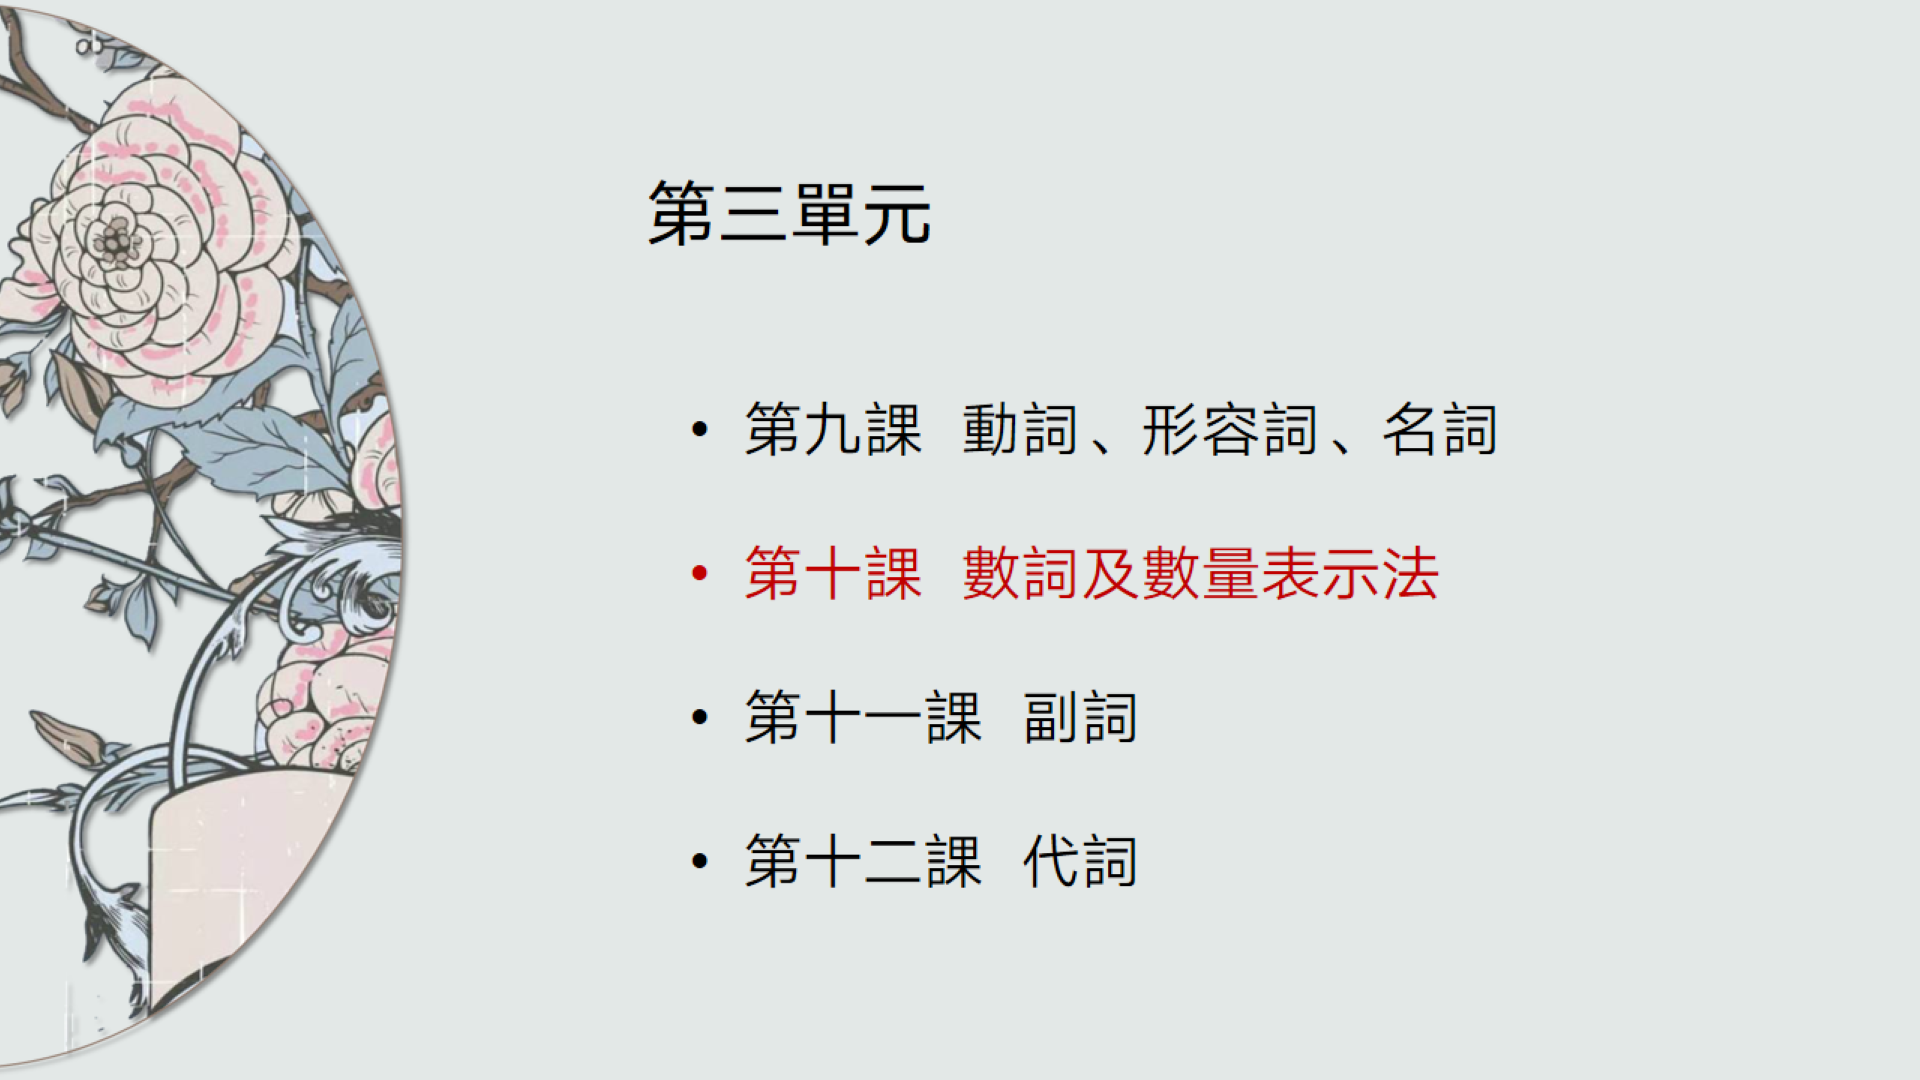 第三單元
• 第九課 動詞、形容詞、名詞
• 第十課 數詞及數量表示法
• 第十一課 副詞
• 第十二課 代詞